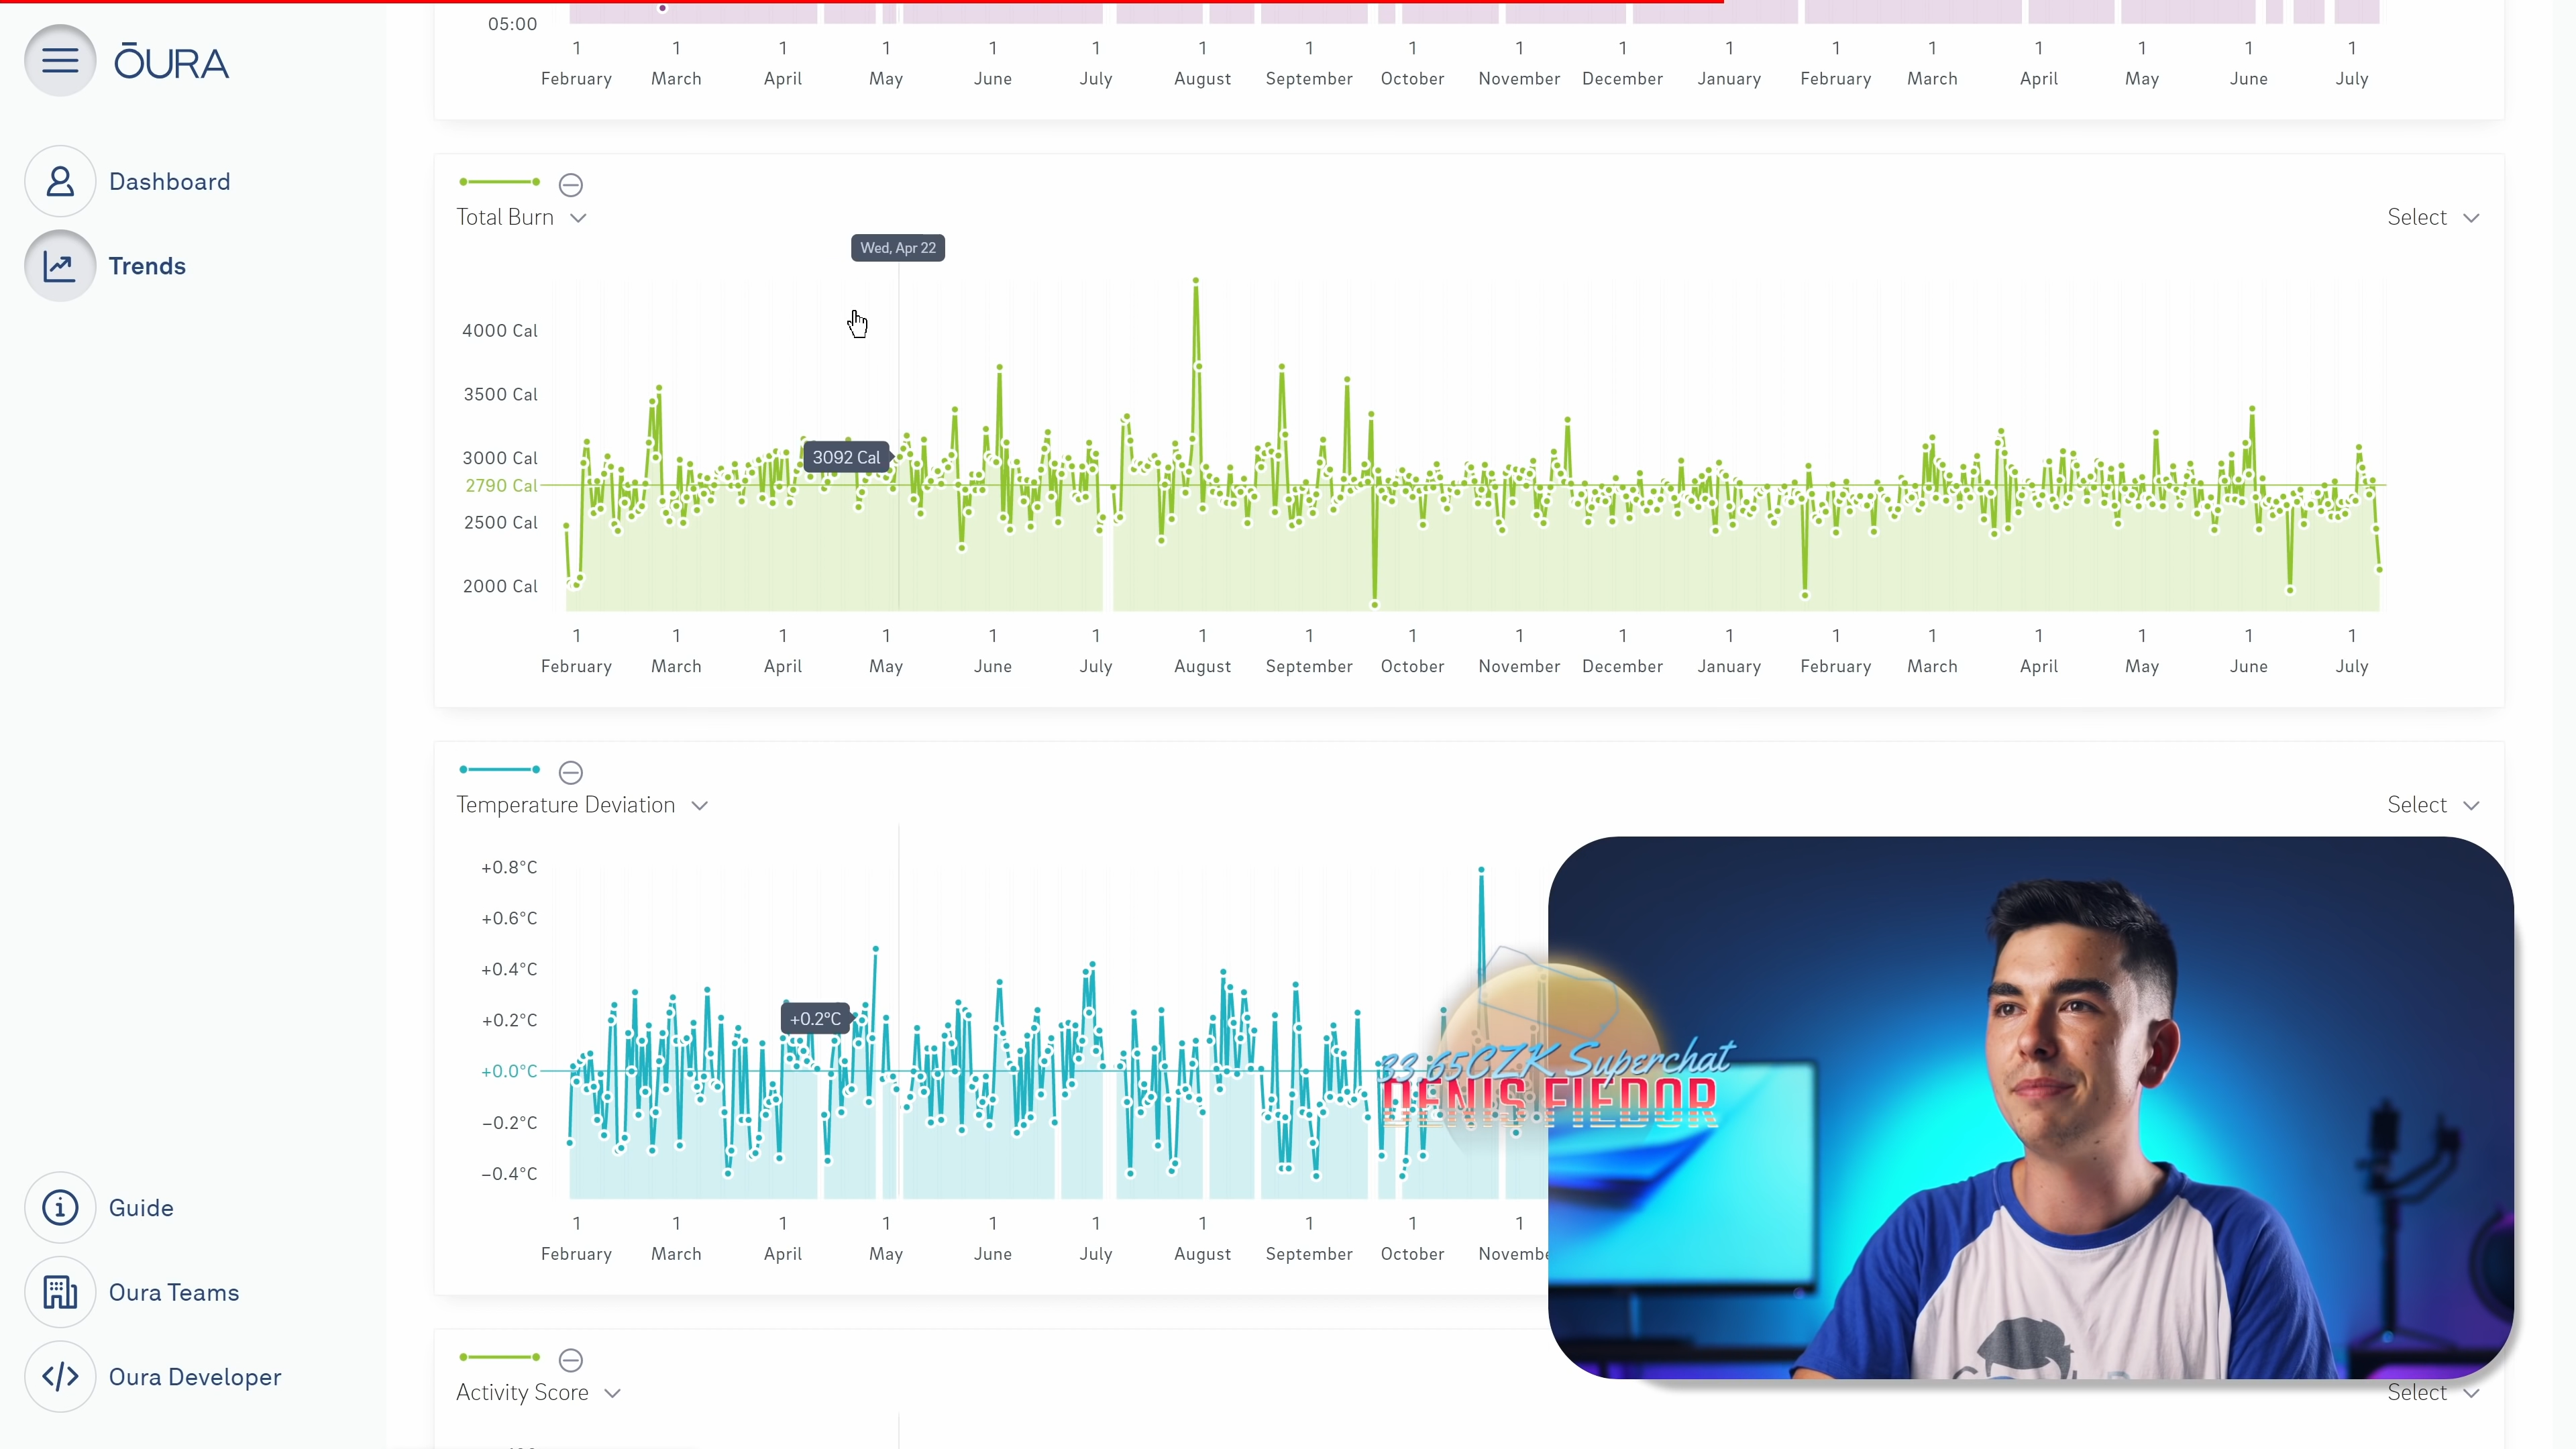 ŌURA
Dashboard
Trends
Guide
Oura Teams
Oura Developer
05:00
1 1 1 1 1 1 1 1 1 1 1 1 1 1 1 1 1 1
February March April May June July August September October November December January February March April May June July
Total Burn
Select
Wed, Apr 22
4000 Cal
3500 Cal
3092 Cal
3000 Cal
2790 Cal
2500 Cal
2000 Cal
1 1 1 1 1 1 1 1 1 1 1 1 1 1 1 1 1 1
February March April May June July August September October November December January February March April May June July
Temperature Deviation
Select
+0.8°C
+0.6°C
+0.4°C
+0.2°C
+0.2°C
+0.0°C
−0.2°C
−0.4°C
33.65CZK Superchat
DENIS FIEDOR
1 1 1 1 1 1 1 1 1 1
February March April May June July August September October Novembe
Activity Score
Select